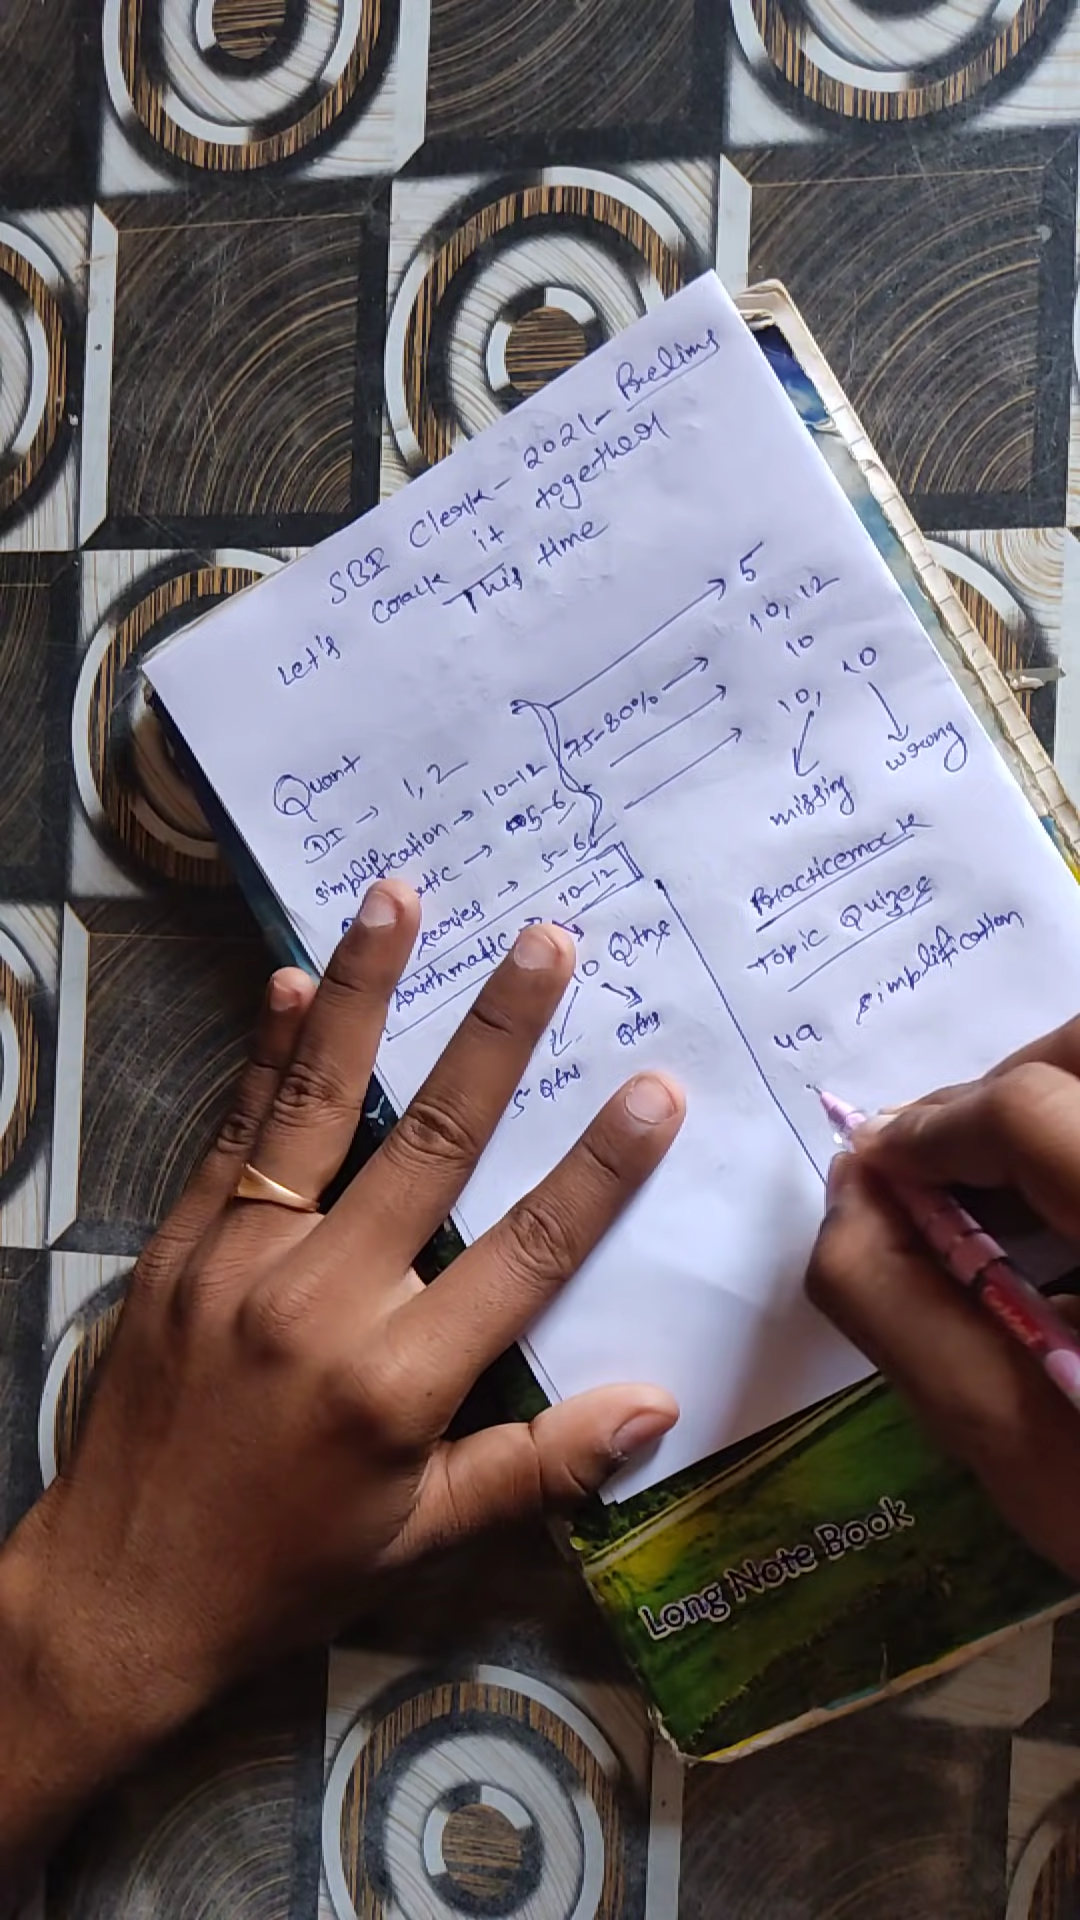 SBI Clerk - 2021 - Prelims
Let's Crack it together
This time
Quant
DI → 1, 2
simplification → 10-12
5-6
series → 5-6
Arithmatic → 10-12
75-80%
5
10, 12
10
10, 10
missing
wrong
10 Qtns
5 Qtns
Qtns
Practicemock
Topic Quizes
49 simplification
Long Note Book